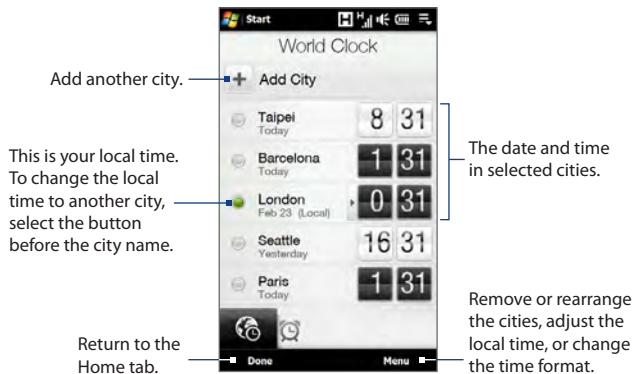 Start
World Clock
Add another city.
Add City
Taipei
Today
8 31
Barcelona
Today
1 31
The date and time
in selected cities.
This is your local time.
To change the local
time to another city,
select the button
before the city name.
London
Feb 23 (Local)
0 31
Seattle
Yesterday
16 31
Paris
Today
1 31
Remove or rearrange
the cities, adjust the
local time, or change
the time format.
Return to the
Home tab.
Done
Menu